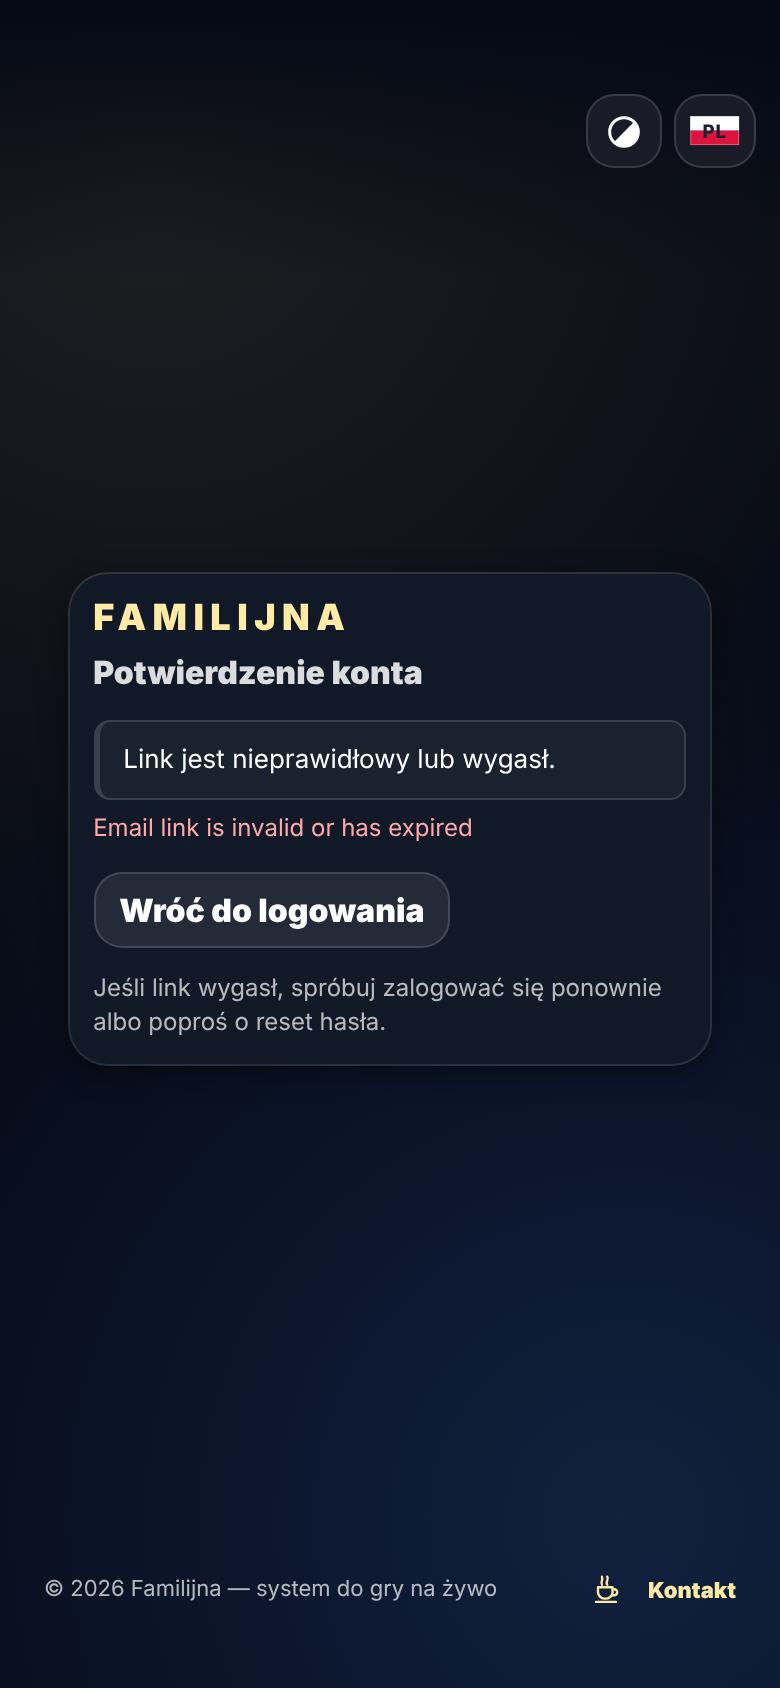 PL
FAMILIJNA
Potwierdzenie konta
Link jest nieprawidłowy lub wygasł.
Email link is invalid or has expired
Wróć do logowania
Jeśli link wygasł, spróbuj zalogować się ponownie
albo poproś o reset hasła.
© 2026 Familijna — system do gry na żywo
Kontakt